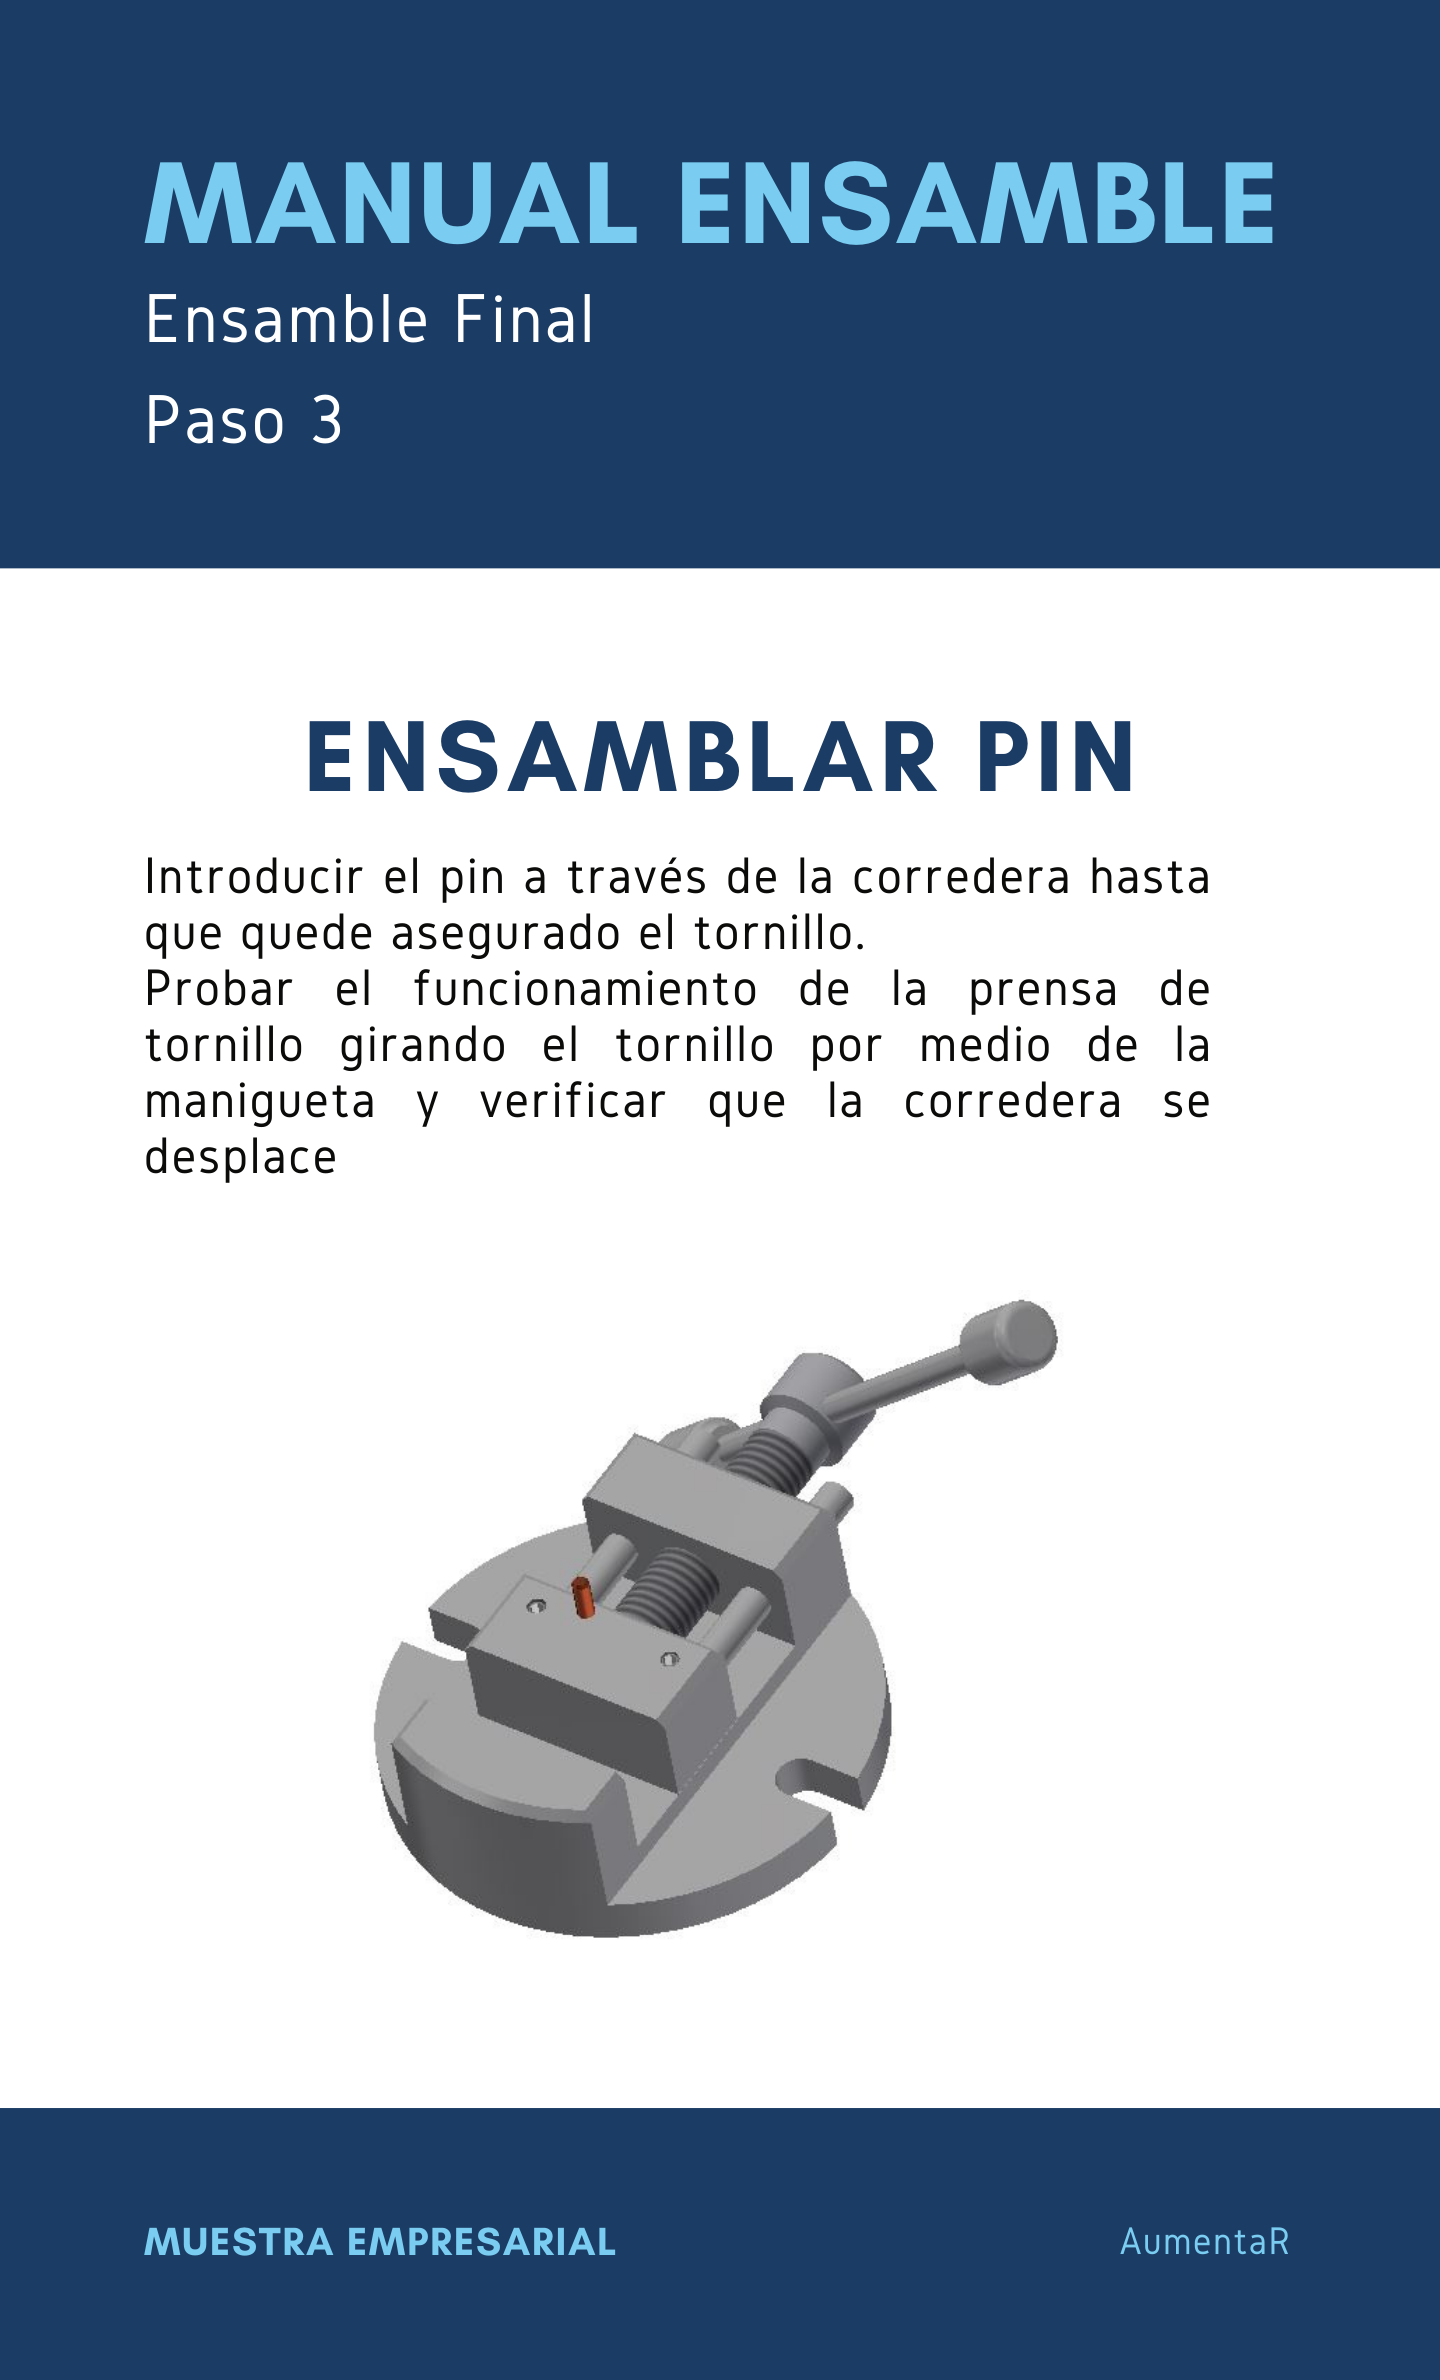 MANUAL ENSAMBLE
Ensamble Final
Paso 3
ENSAMBLAR PIN
Introducir el pin a través de la corredera hasta
que quede asegurado el tornillo.
Probar el funcionamiento de la prensa de
tornillo girando el tornillo por medio de la
manigueta y verificar que la corredera se
desplace
MUESTRA EMPRESARIAL
AumentaR